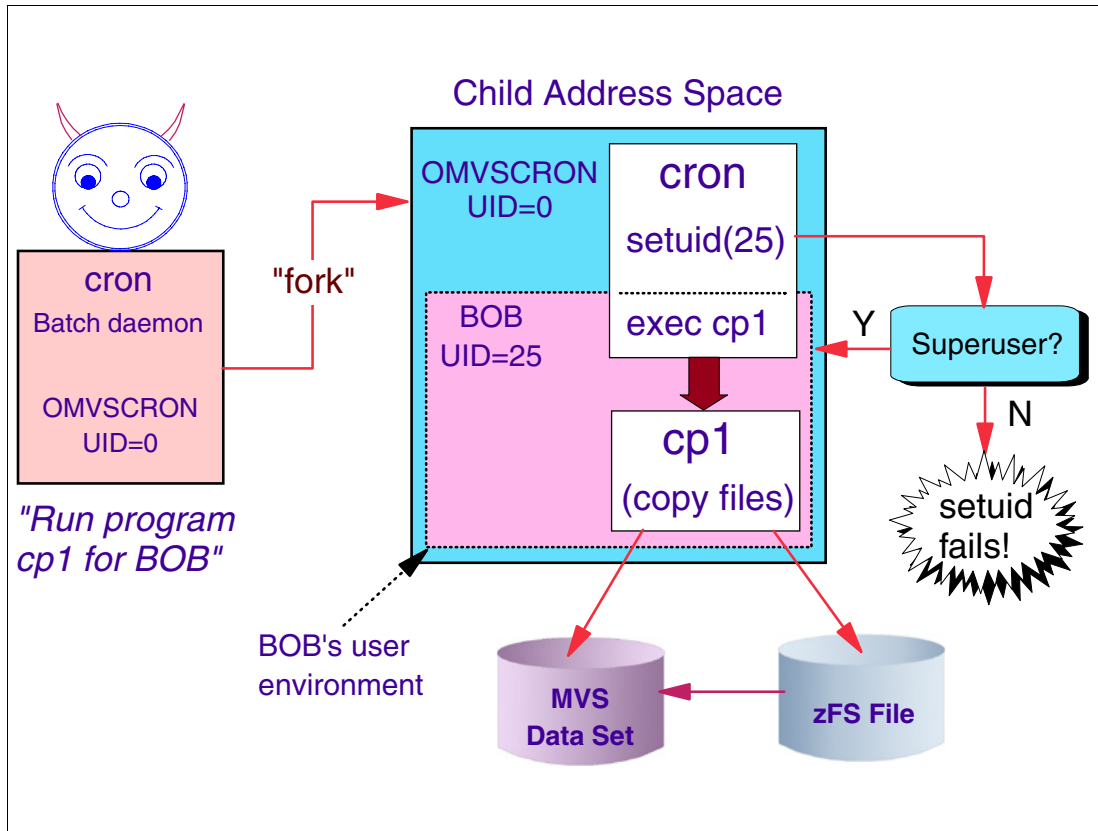 Child Address Space
cron
Batch daemon
OMVSCRON
UID=0
"Run program
cp1 for BOB"
"fork"
OMVSCRON
UID=0
cron
setuid(25)
exec cp1
BOB
UID=25
cp1
(copy files)
Superuser?
Y
N
setuid
fails!
BOB's user
environment
MVS
Data Set
zFS File